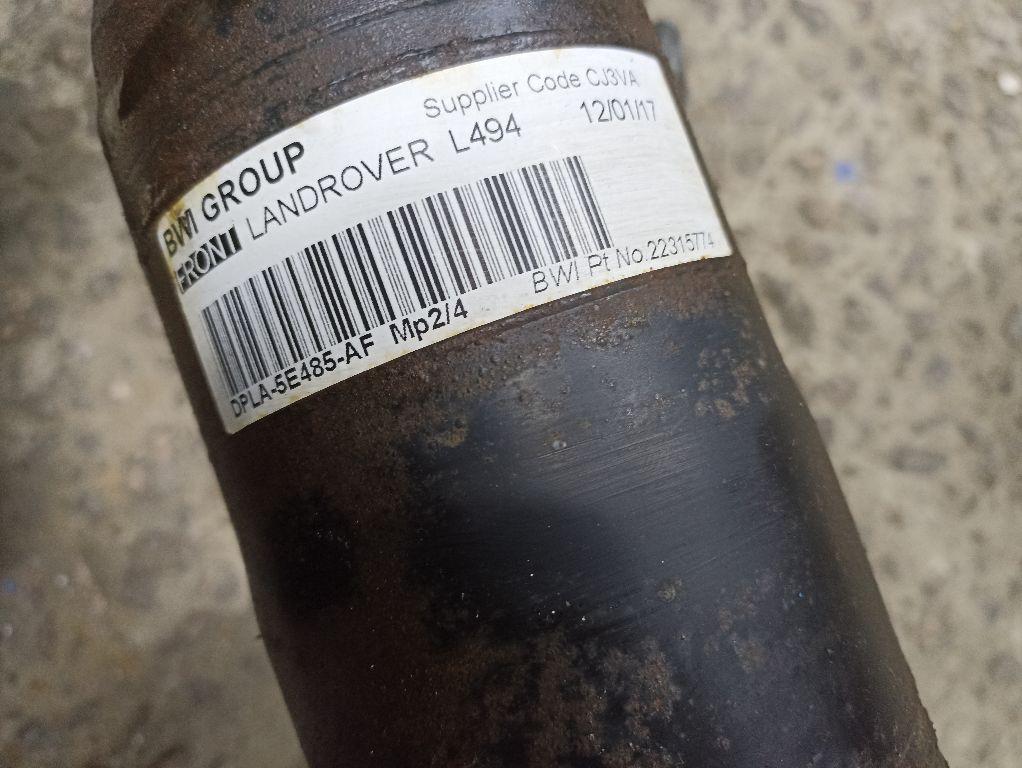 Supplier Code CJ3VA
BWI GROUP 12/01/17
FRONT LANDROVER L494
DPLA-5E485-AF Mp2/4
BWI Pt No.22315774